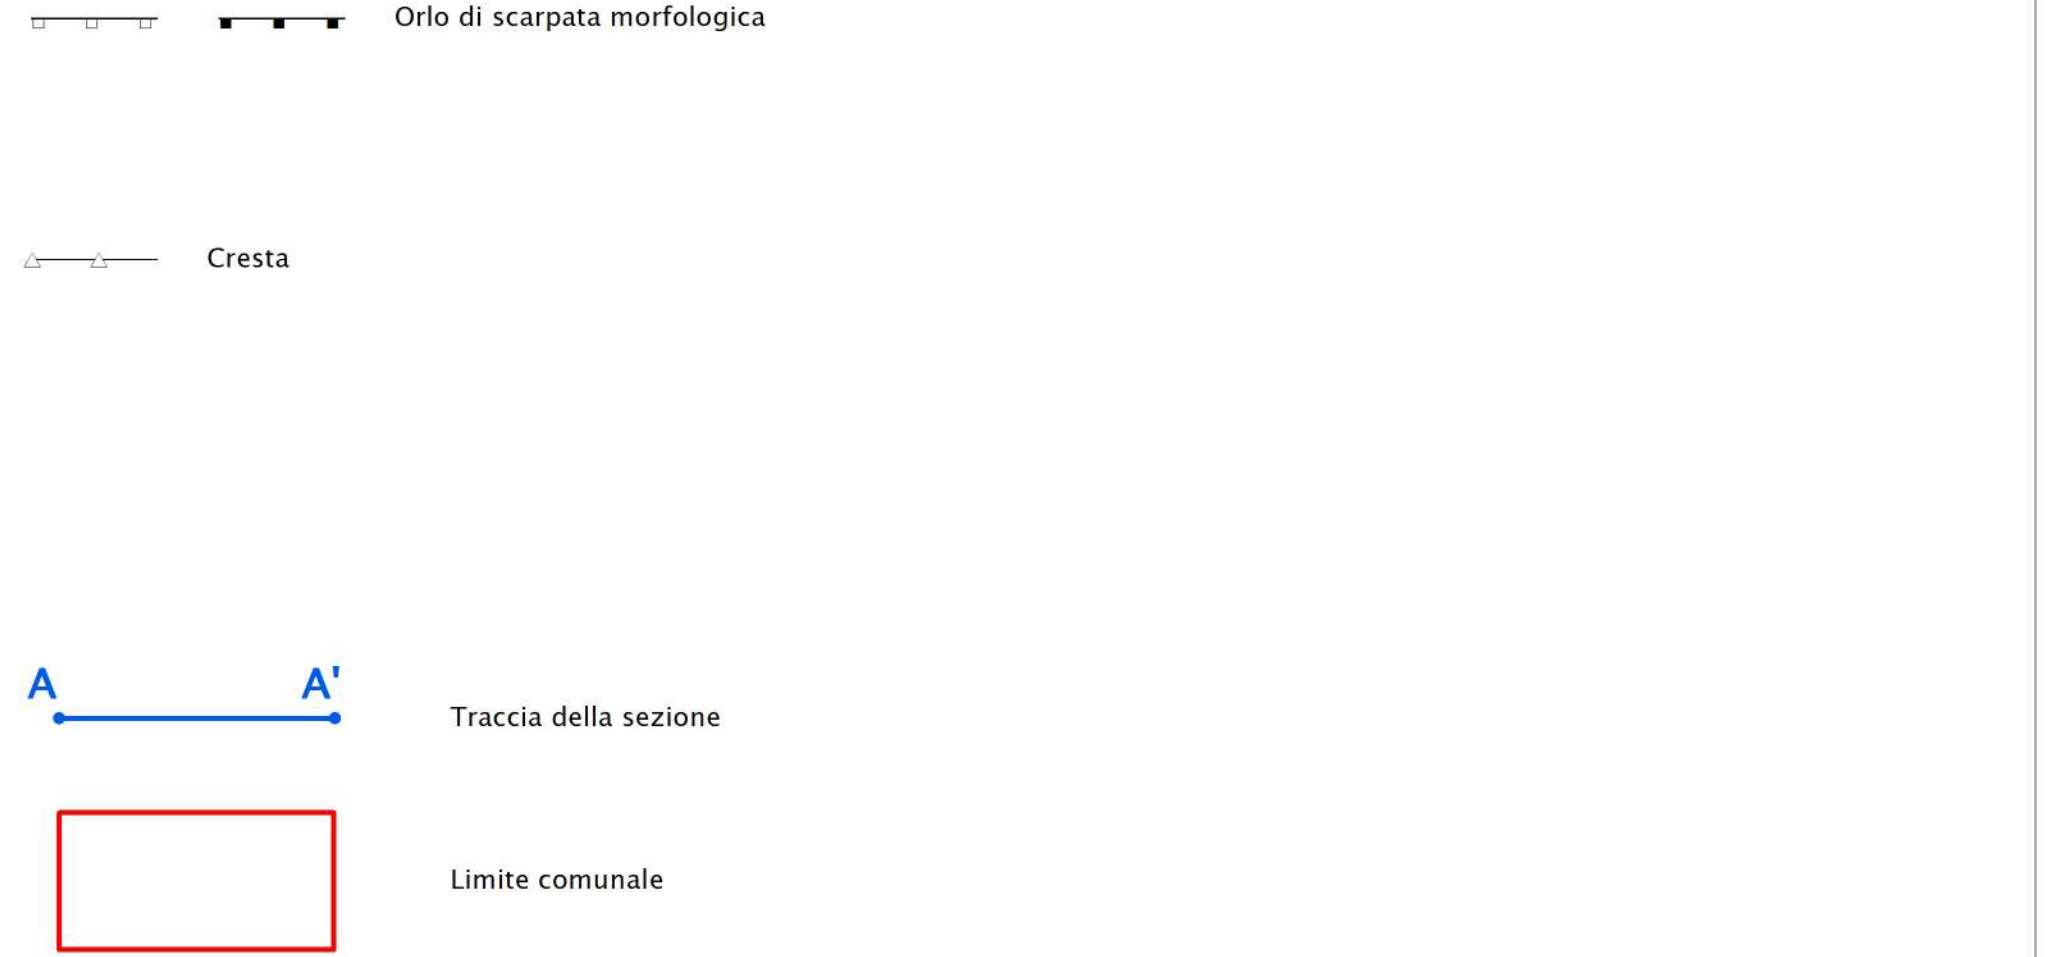 Orlo di scarpata morfologica
Cresta
A A'
Traccia della sezione
Limite comunale